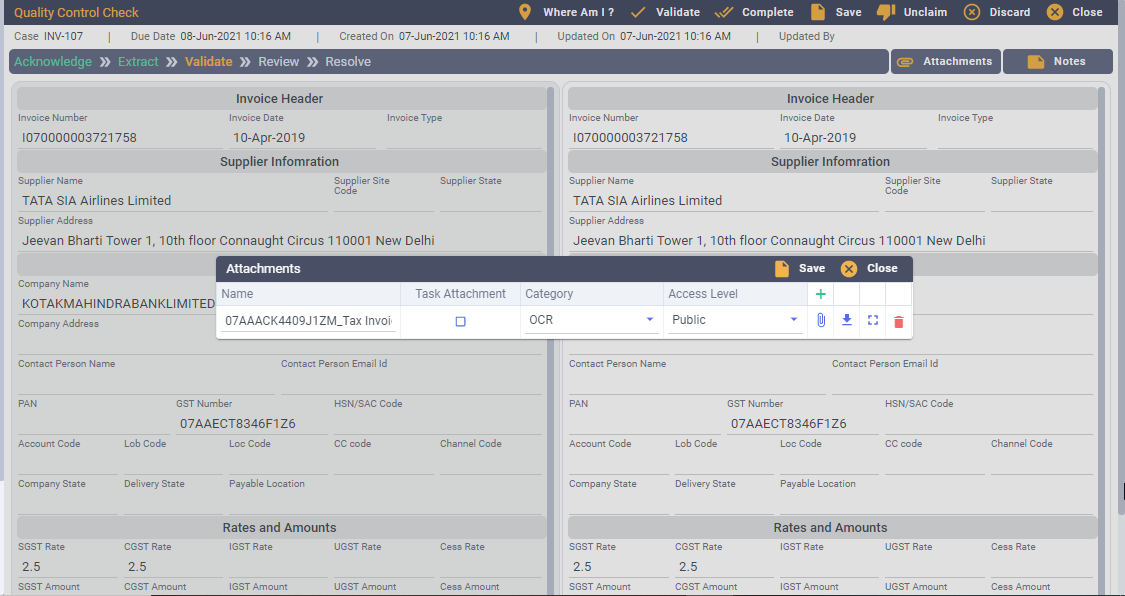 Quality Control Check Where Am I ? Validate Complete Save Unclaim Discard Close
Case INV-107 | Due Date 08-Jun-2021 10:16 AM | Created On 07-Jun-2021 10:16 AM | Updated On 07-Jun-2021 10:16 AM | Updated By
Acknowledge Extract Validate Review Resolve Attachments Notes
Invoice Header Invoice Header
Invoice Number Invoice Date Invoice Type Invoice Number Invoice Date Invoice Type
I070000003721758 10-Apr-2019 I070000003721758 10-Apr-2019
Supplier Infomration Supplier Infomration
Supplier Name Supplier Site Code Supplier State Supplier Name Supplier Site Code Supplier State
TATA SIA Airlines Limited TATA SIA Airlines Limited
Supplier Address Supplier Address
Jeevan Bharti Tower 1, 10th floor Connaught Circus 110001 New Delhi Jeevan Bharti Tower 1, 10th floor Connaught Circus 110001 New Delhi
Attachments Save Close
Company Name Name Task Attachment Category Access Level
KOTAKMAHINDRABANKLIMITED
07AAACK4409J1ZM_Tax Invoi OCR Public
Company Address
Contact Person Name Contact Person Email Id Contact Person Name Contact Person Email Id
PAN GST Number HSN/SAC Code PAN GST Number HSN/SAC Code
07AAECT8346F1Z6 07AAECT8346F1Z6
Account Code Lob Code Loc Code CC code Channel Code Account Code Lob Code Loc Code CC code Channel Code
Company State Delivery State Payable Location Company State Delivery State Payable Location
Rates and Amounts Rates and Amounts
SGST Rate CGST Rate IGST Rate UGST Rate Cess Rate SGST Rate CGST Rate IGST Rate UGST Rate Cess Rate
2.5 2.5 2.5 2.5
SGST Amount CGST Amount IGST Amount UGST Amount Cess Amount SGST Amount CGST Amount IGST Amount UGST Amount Cess Amount